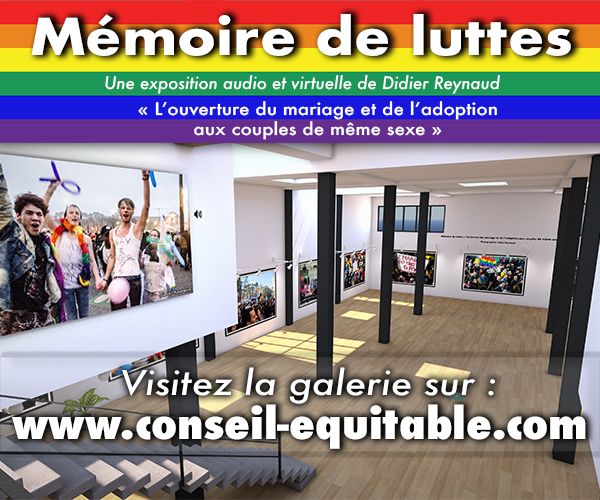 Mémoire de luttes
Une exposition audio et virtuelle de Didier Reynaud
« L’ouverture du mariage et de l’adoption
aux couples de même sexe »
Visitez la galerie sur :
www.conseil-equitable.com